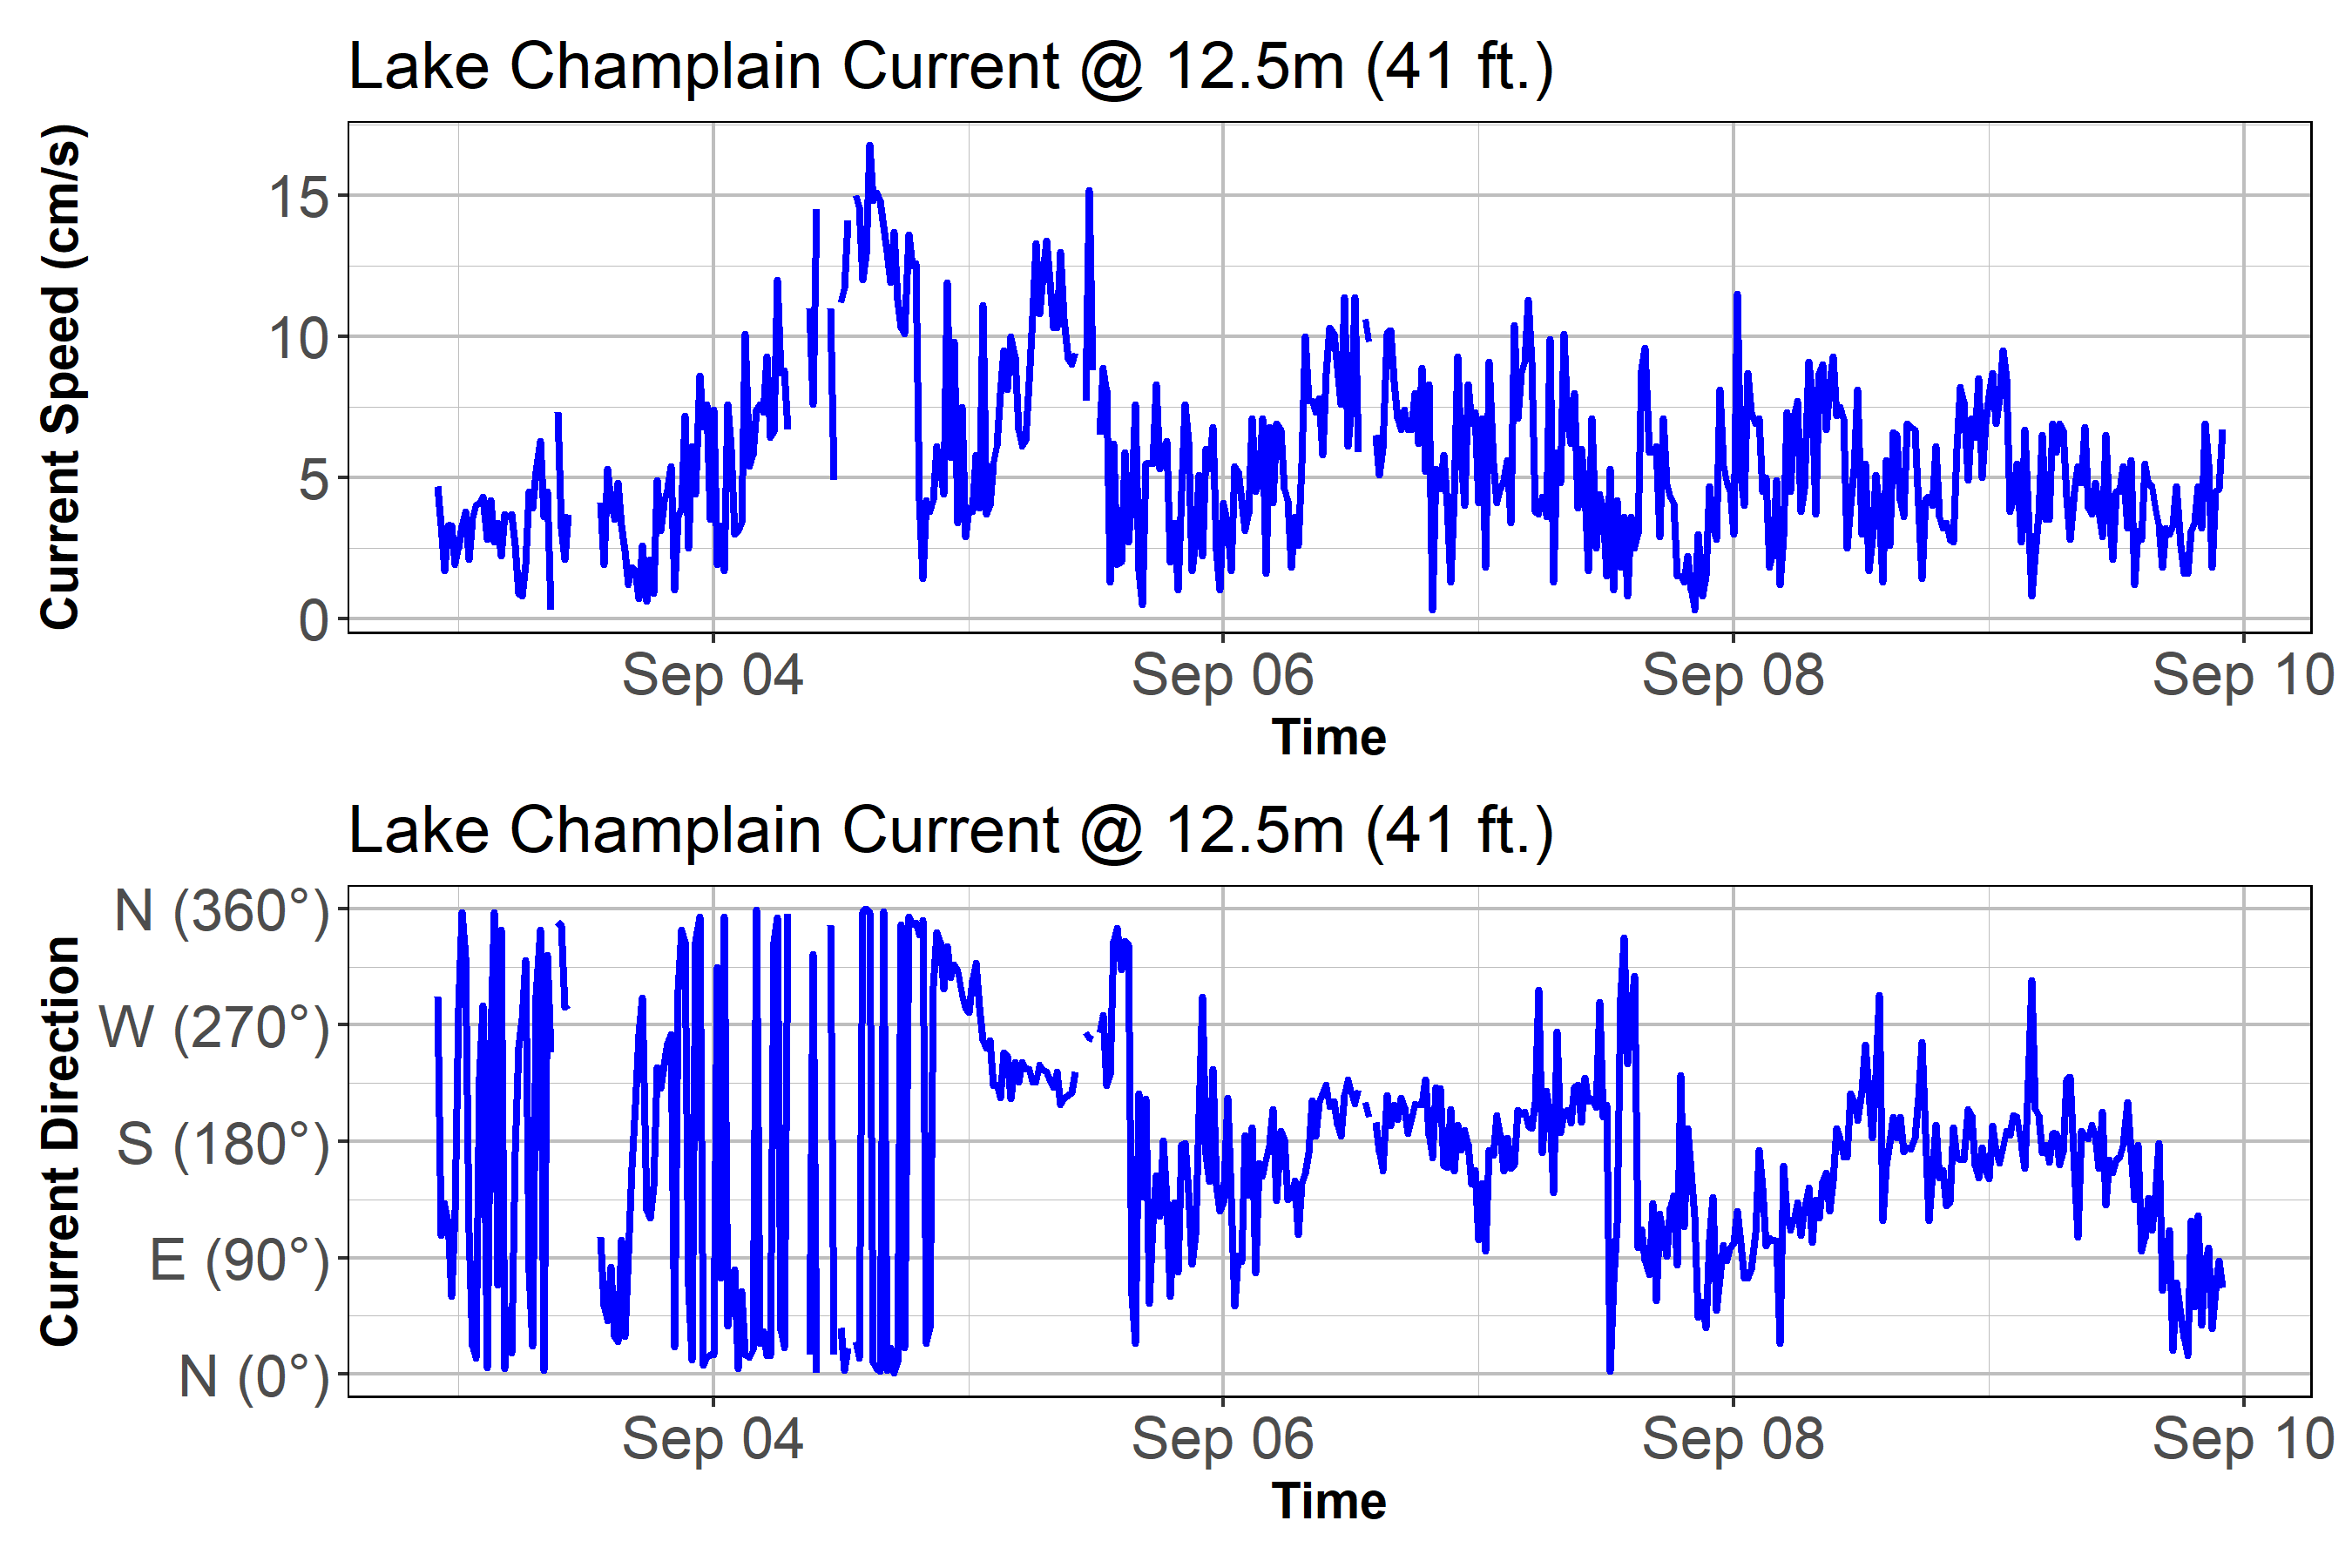 Lake Champlain Current @ 12.5m (41 ft.)
Current Speed (cm/s)
15
10
5
0
Sep 04 Sep 06 Sep 08 Sep 10
Time
Lake Champlain Current @ 12.5m (41 ft.)
Current Direction
N (360°)
W (270°)
S (180°)
E (90°)
N (0°)
Sep 04 Sep 06 Sep 08 Sep 10
Time